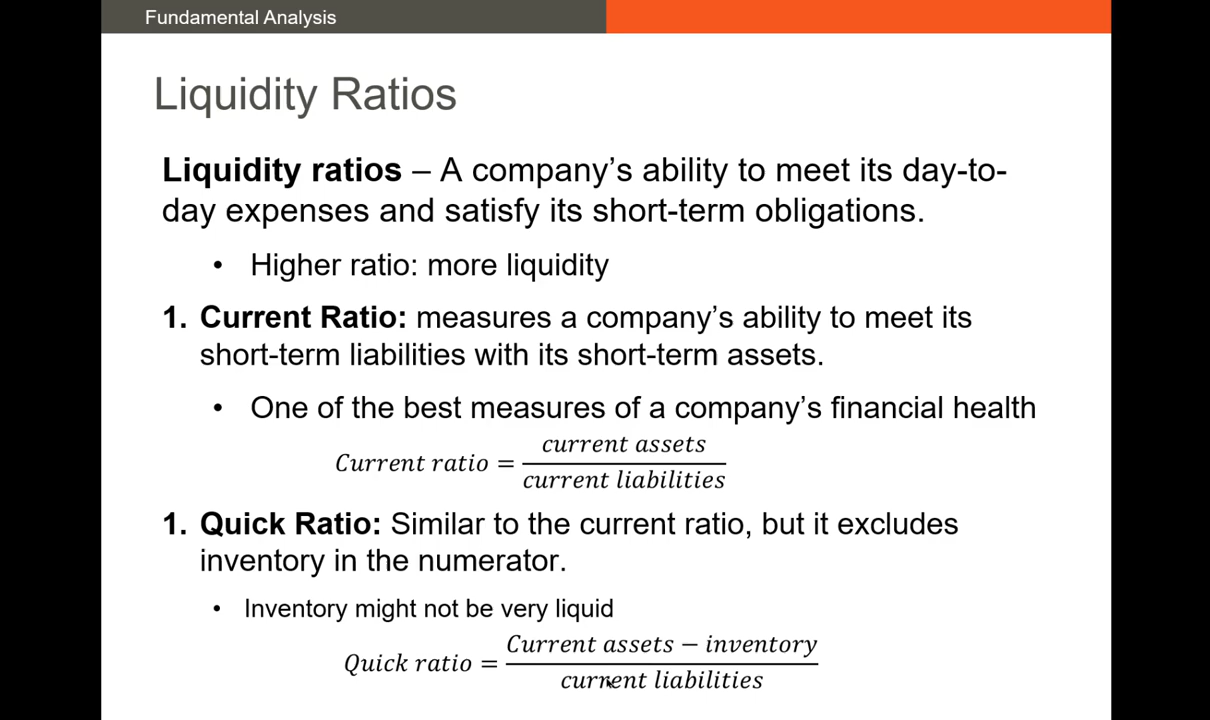 Fundamental Analysis
Liquidity Ratios
Liquidity ratios – A company’s ability to meet its day-to-
day expenses and satisfy its short-term obligations.
• Higher ratio: more liquidity
1. Current Ratio: measures a company’s ability to meet its
short-term liabilities with its short-term assets.
• One of the best measures of a company’s financial health
Current ratio = current assets / current liabilities
1. Quick Ratio: Similar to the current ratio, but it excludes
inventory in the numerator.
• Inventory might not be very liquid
Quick ratio = Current assets − inventory / current liabilities